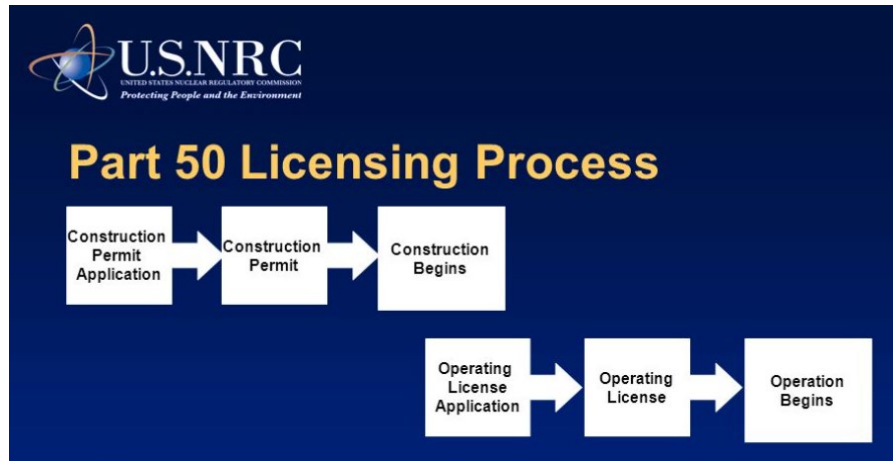 U.S.NRC
UNITED STATES NUCLEAR REGULATORY COMMISSION
Protecting People and the Environment
Part 50 Licensing Process
Construction
Permit
Application
Construction
Permit
Construction
Begins
Operating
License
Application
Operating
License
Operation
Begins